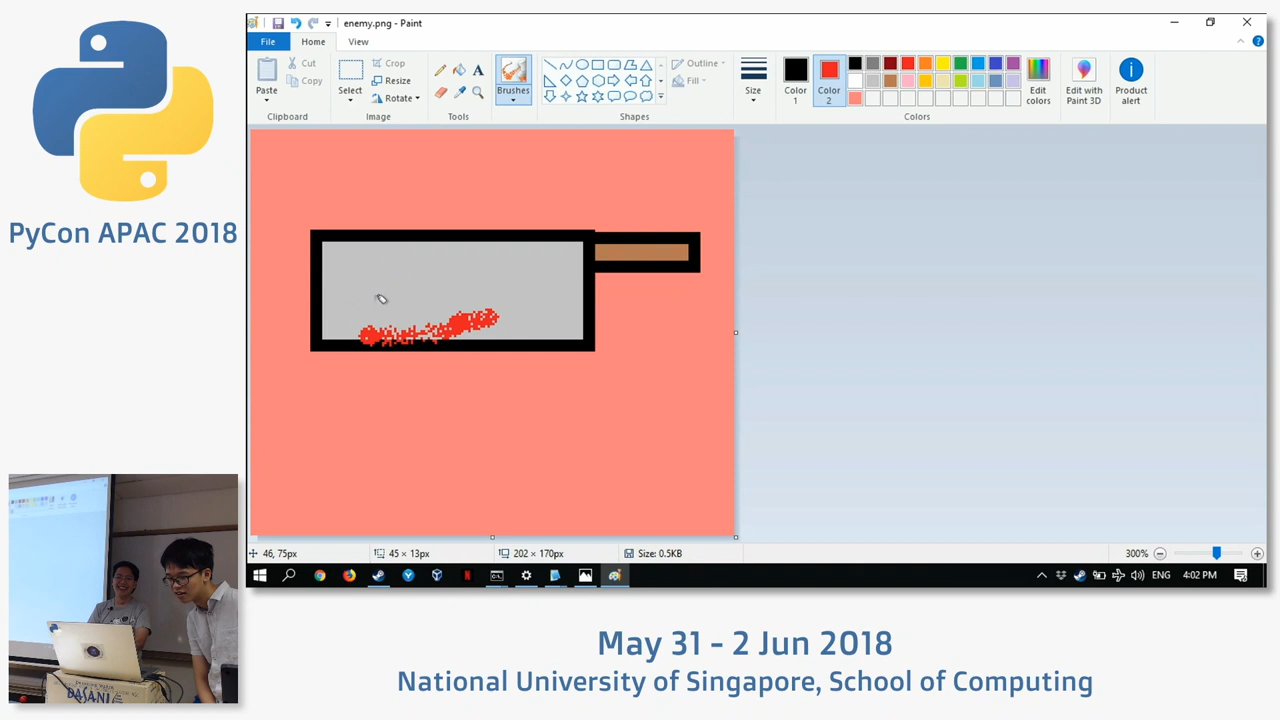 PyCon APAC 2018
enemy.png - Paint
File
Home
View
Paste
Cut
Copy
Clipboard
Select
Crop
Resize
Rotate
Image
A
Tools
Brushes
Outline
Fill
Shapes
Size
Color 1
Color 2
Edit colors
Colors
Edit with Paint 3D
Product alert
46, 75px
45 × 13px
202 × 170px
Size: 0.5KB
300%
ENG
4:02 PM
DASANI
May 31 - 2 Jun 2018
National University of Singapore, School of Computing